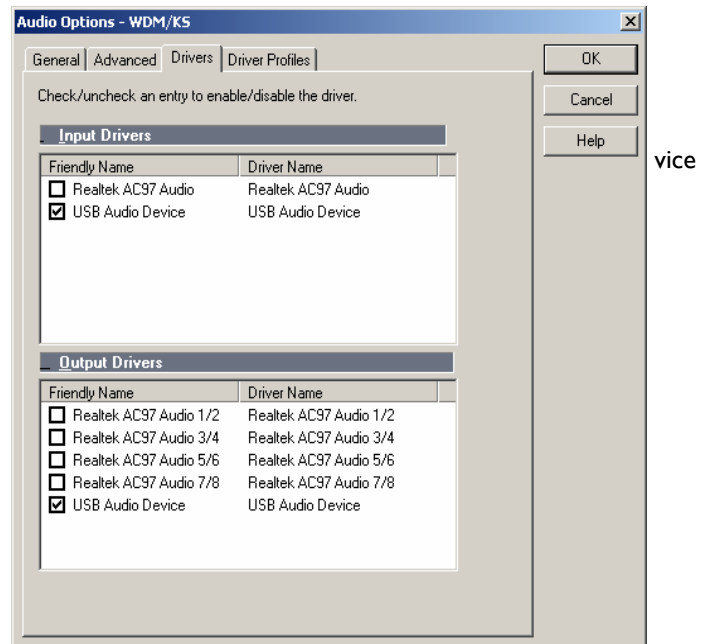 Audio Options - WDM/KS
General Advanced Drivers Driver Profiles
OK
Check/uncheck an entry to enable/disable the driver.
Cancel
Input Drivers
Help
vice
Friendly Name Driver Name
Realtek AC97 Audio Realtek AC97 Audio
USB Audio Device USB Audio Device
Output Drivers
Friendly Name Driver Name
Realtek AC97 Audio 1/2 Realtek AC97 Audio 1/2
Realtek AC97 Audio 3/4 Realtek AC97 Audio 3/4
Realtek AC97 Audio 5/6 Realtek AC97 Audio 5/6
Realtek AC97 Audio 7/8 Realtek AC97 Audio 7/8
USB Audio Device USB Audio Device